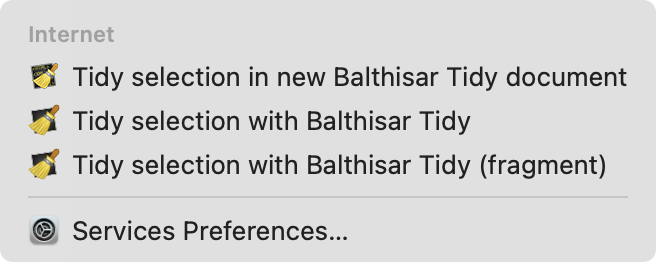 Internet
Tidy selection in new Balthisar Tidy document
Tidy selection with Balthisar Tidy
Tidy selection with Balthisar Tidy (fragment)
Services Preferences...